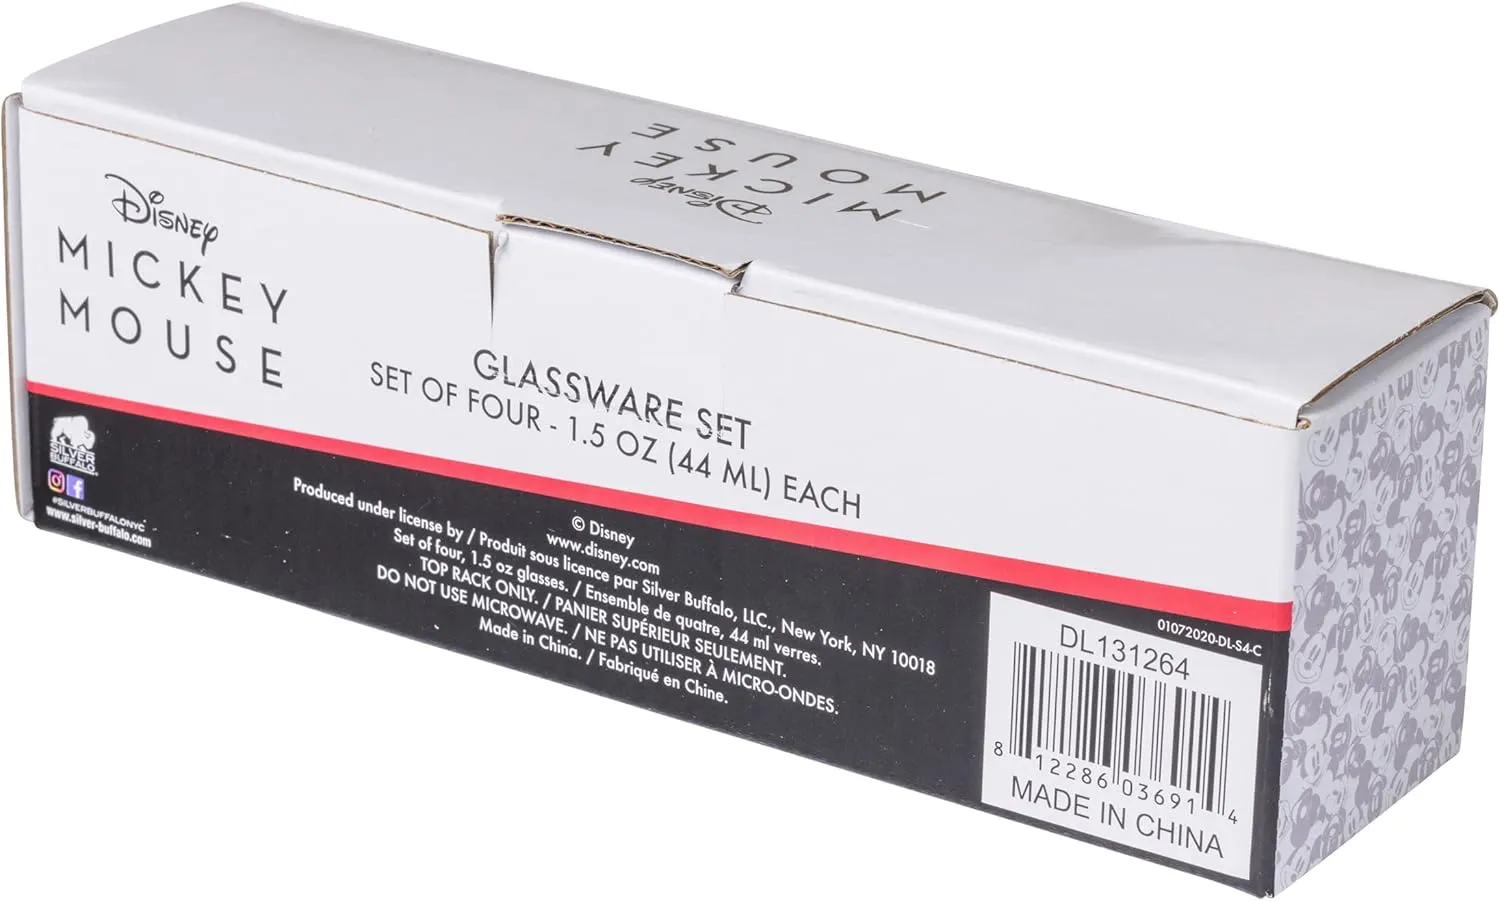 Disney
MICKEY
MOUSE
Disney
MICKEY
MOUSE
GLASSWARE SET
SET OF FOUR - 1.5 OZ (44 ML) EACH
SILVER
BUFFALO
#SILVERBUFFALONYC
www.silver-buffalo.com
© Disney
www.disney.com
Produced under license by / Produit sous licence par Silver Buffalo, LLC., New York, NY 10018
Set of four, 1.5 oz glasses. / Ensemble de quatre, 44 ml verres.
TOP RACK ONLY. / PANIER SUPÉRIEUR SEULEMENT.
DO NOT USE MICROWAVE. / NE PAS UTILISER À MICRO-ONDES.
Made in China. / Fabriqué en Chine.
01072020-DL-S4-C
DL131264
8 12286 03691 4
MADE IN CHINA